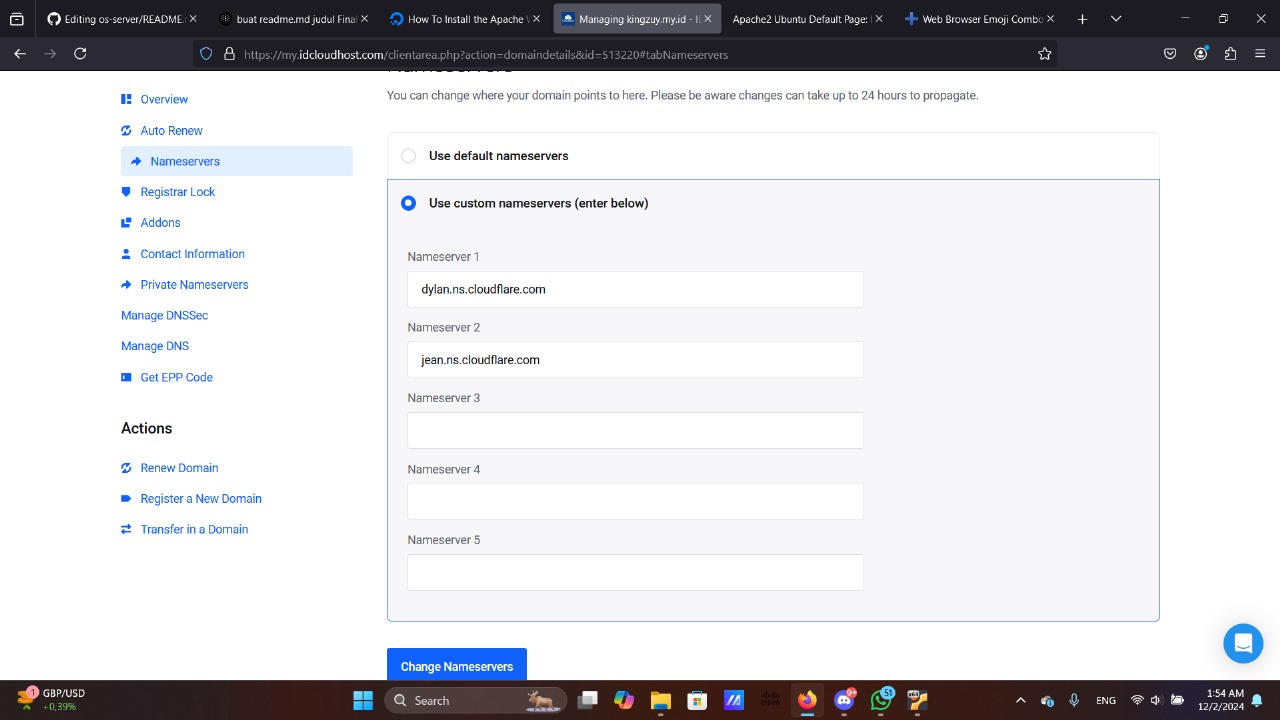 Editing os-server/README.
buat readme.md judul Final
How To Install the Apache
Managing kingzuy.my.id - ID
Apache2 Ubuntu Default Page:
Web Browser Emoji Combo
https://my.idcloudhost.com/clientarea.php?action=domaindetails&id=513220#tabNameservers
Nameservers
You can change where your domain points to here. Please be aware changes can take up to 24 hours to propagate.
Overview
Auto Renew
Nameservers
Registrar Lock
Addons
Contact Information
Private Nameservers
Manage DNSSec
Manage DNS
Get EPP Code
Actions
Renew Domain
Register a New Domain
Transfer in a Domain
Use default nameservers
Use custom nameservers (enter below)
Nameserver 1
dylan.ns.cloudflare.com
Nameserver 2
jean.ns.cloudflare.com
Nameserver 3
Nameserver 4
Nameserver 5
Change Nameservers
1
GBP/USD
+0,39%
Search
9+
51
ENG
1:54 AM
12/2/2024